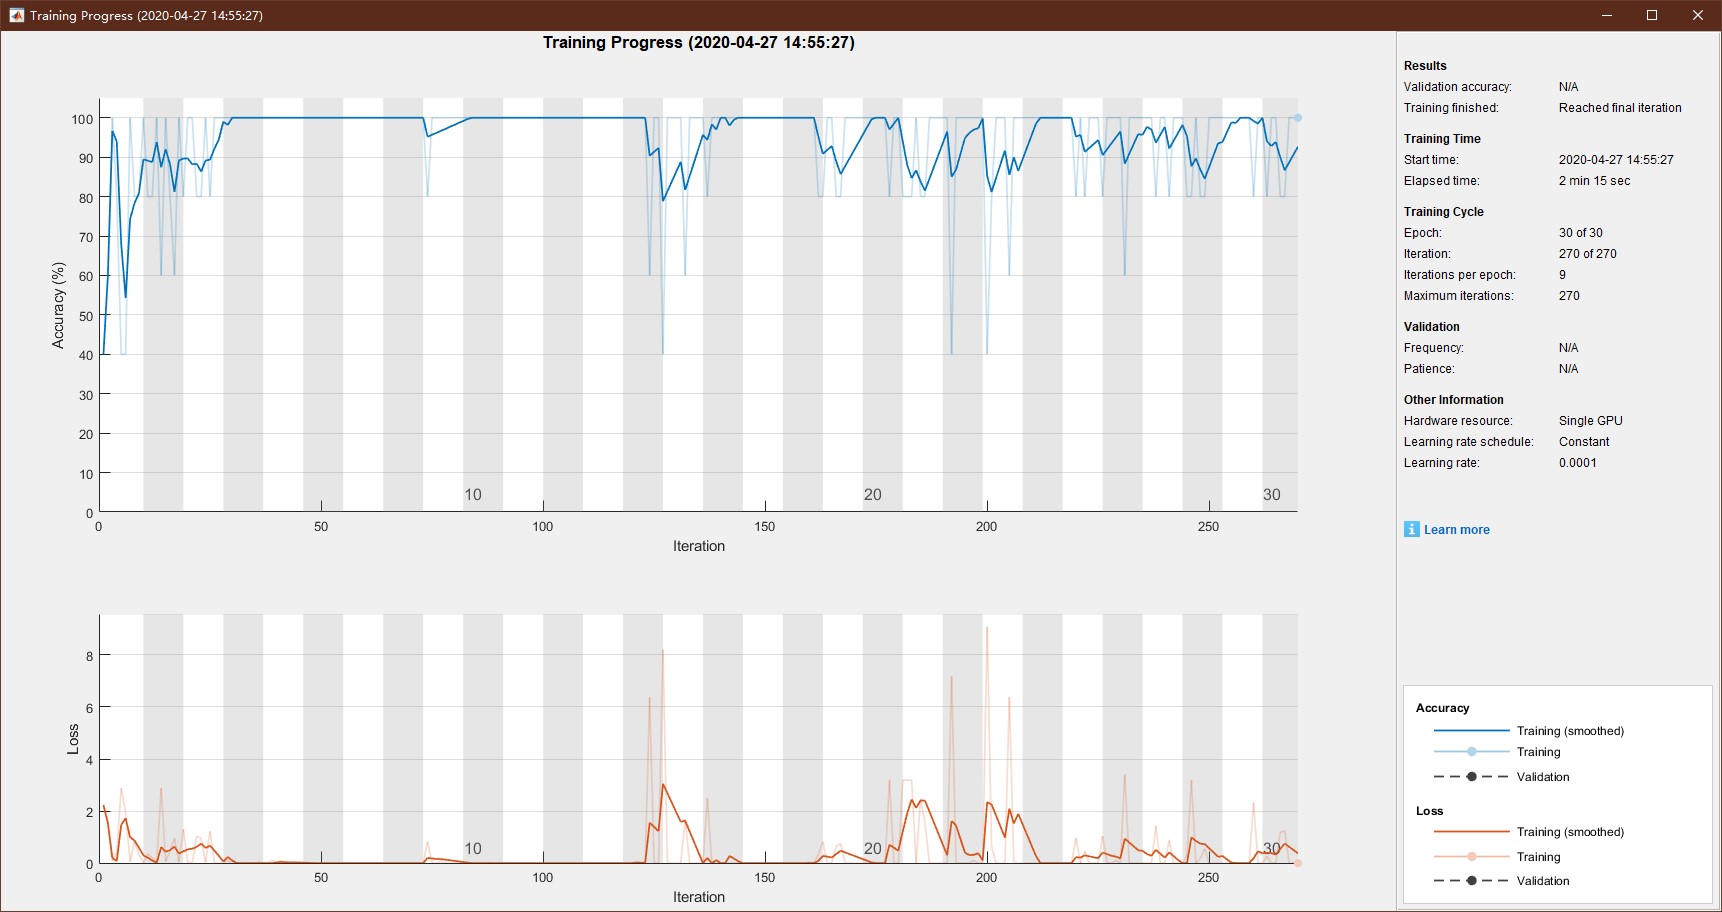 Training Progress (2020-04-27 14:55:27)
Training Progress (2020-04-27 14:55:27)
Accuracy (%)
100
90
80
70
60
50
40
30
20
10
0
10
20
30
0
50
100
150
200
250
Iteration
Loss
8
6
4
2
0
10
20
30
0
50
100
150
200
250
Iteration
Results
Validation accuracy: N/A
Training finished: Reached final iteration
Training Time
Start time: 2020-04-27 14:55:27
Elapsed time: 2 min 15 sec
Training Cycle
Epoch: 30 of 30
Iteration: 270 of 270
Iterations per epoch: 9
Maximum iterations: 270
Validation
Frequency: N/A
Patience: N/A
Other Information
Hardware resource: Single GPU
Learning rate schedule: Constant
Learning rate: 0.0001
i Learn more
Accuracy
Training (smoothed)
Training
Validation
Loss
Training (smoothed)
Training
Validation